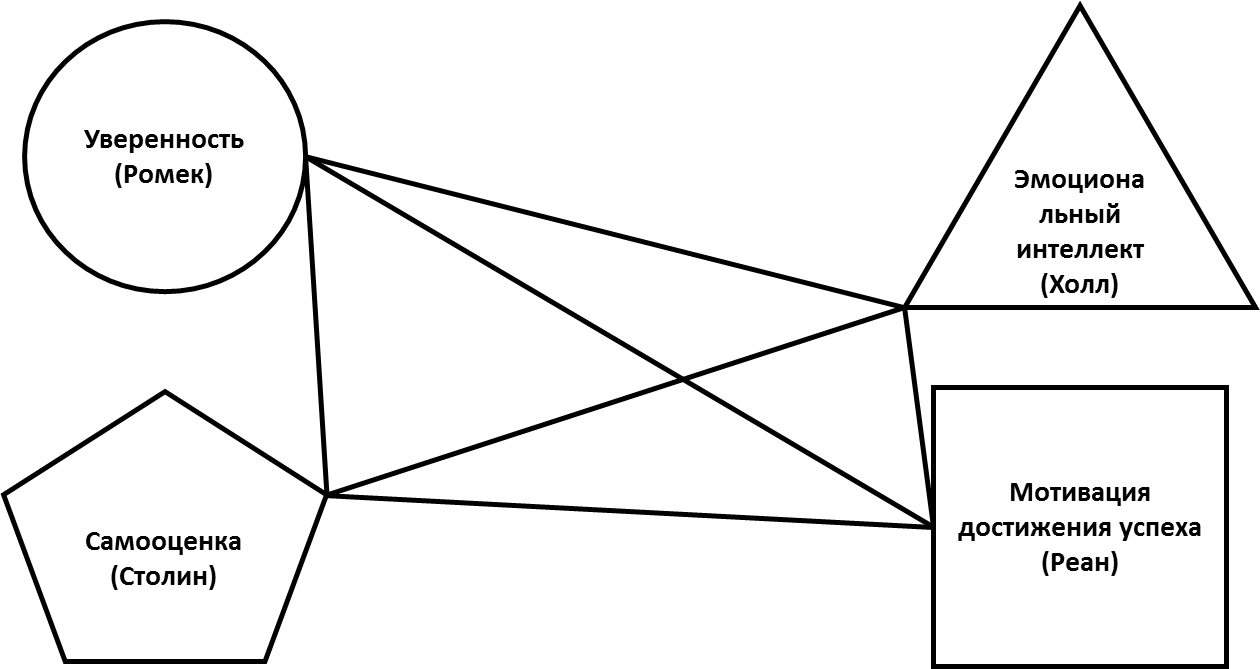 Уверенность
(Ромек)
Эмоциона
льный
интеллект
(Холл)
Самооценка
(Столин)
Мотивация
достижения успеха
(Реан)